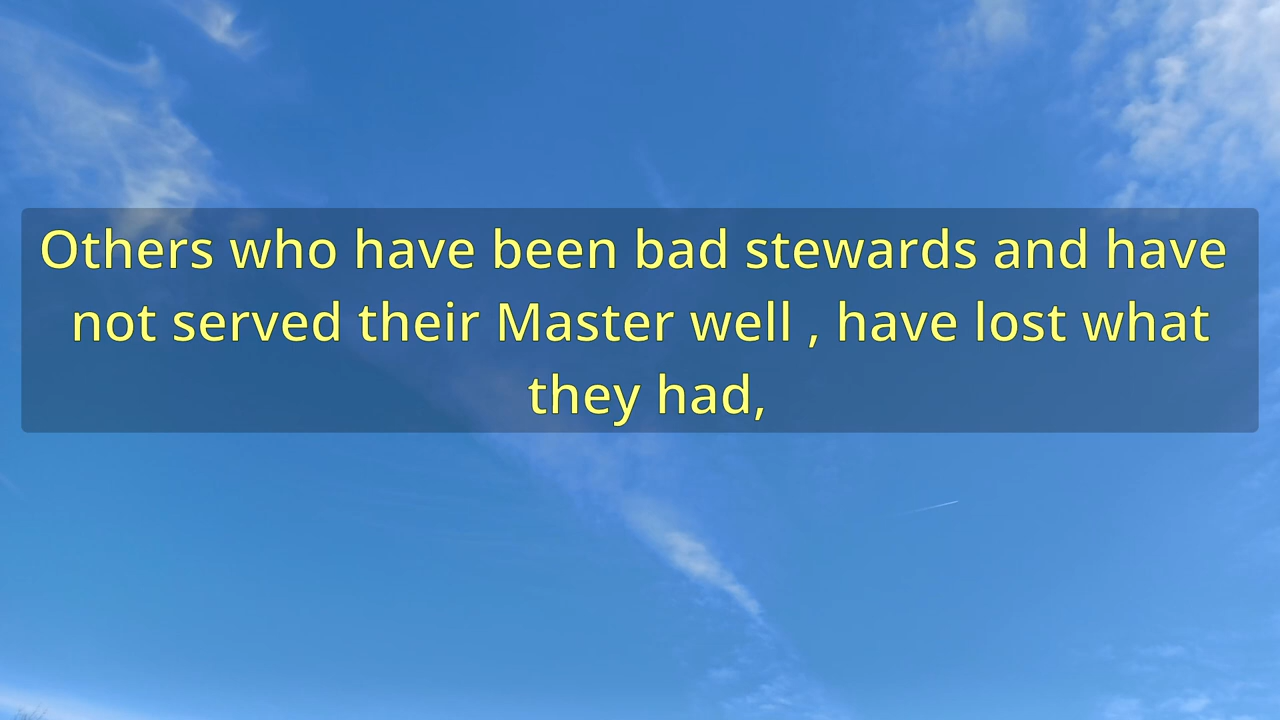 Others who have been bad stewards and have
not served their Master well , have lost what
they had,